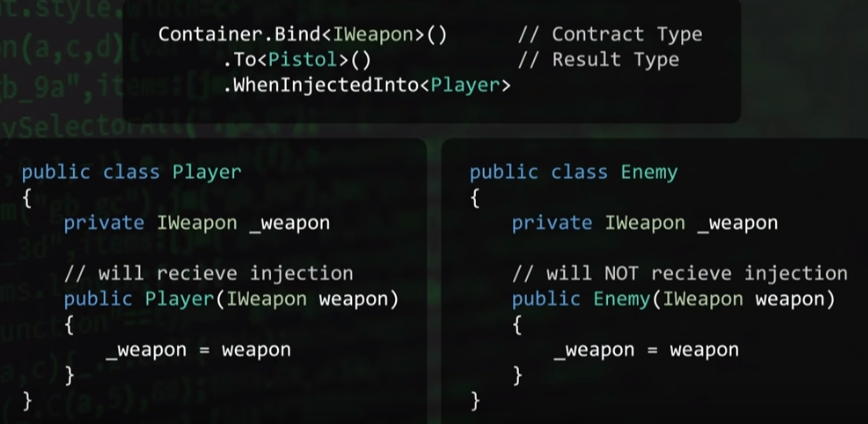 Container.Bind<IWeapon>() // Contract Type
.To<Pistol>() // Result Type
.WhenInjectedInto<Player>
public class Player
{
private IWeapon _weapon
// will recieve injection
public Player(IWeapon weapon)
{
_weapon = weapon
}
}
public class Enemy
{
private IWeapon _weapon
// will NOT recieve injection
public Enemy(IWeapon weapon)
{
_weapon = weapon
}
}